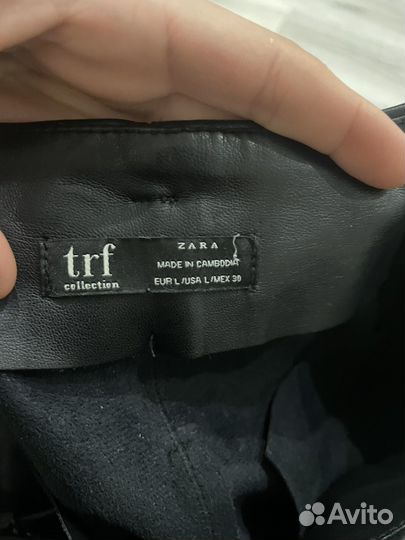 trf
collection
ZARA
MADE IN CAMBODIA
EUR L/USA L/MEX 30
Avito